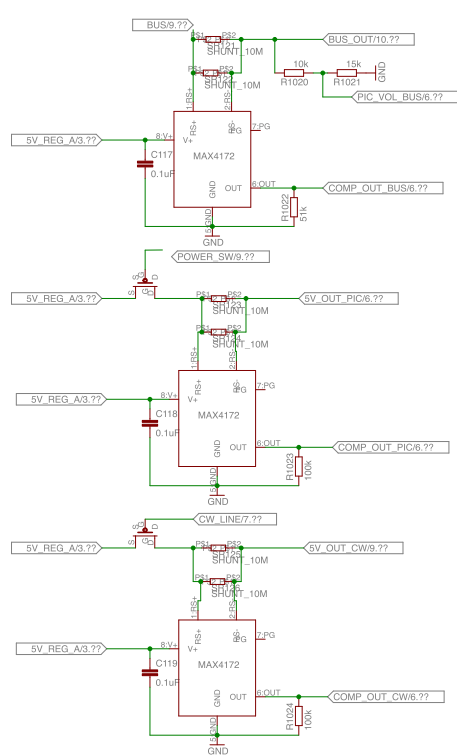 BUS/9.??
PS1 PS2
SR121
SHUNT_10M
BUS_OUT/10.??
SR122
SHUNT_10M
10k
R1020
15k
R1021
GND
PIC_VOL_BUS/6.??
1:RS+
2:RS-
RS+
RS-
PG
7:PG
5V_REG_A/3.??
8:V+
V+
MAX4172
C117
0.1uF
GND
OUT
6:OUT
COMP_OUT_BUS/6.??
R1022
51k
5:GND
GND
POWER_SW/9.??
S
G
D
5V_REG_A/3.??
PS1 PS2
SR123
SHUNT_10M
5V_OUT_PIC/6.??
PS1 PS2
SR124
SHUNT_10M
1:RS+
2:RS-
RS+
RS-
PG
7:PG
5V_REG_A/3.??
8:V+
V+
MAX4172
C118
0.1uF
GND
OUT
6:OUT
COMP_OUT_PIC/6.??
R1023
100k
5:GND
GND
CW_LINE/7.??
S
G
D
5V_REG_A/3.??
PS1 PS2
SR125
SHUNT_10M
5V_OUT_CW/9.??
PS1 PS2
SHUNT_10M
1:RS+
2:RS-
RS+
RS-
PG
7:PG
5V_REG_A/3.??
8:V+
V+
MAX4172
C119
0.1uF
GND
OUT
6:OUT
COMP_OUT_CW/6.??
R1024
100k
5:GND
GND